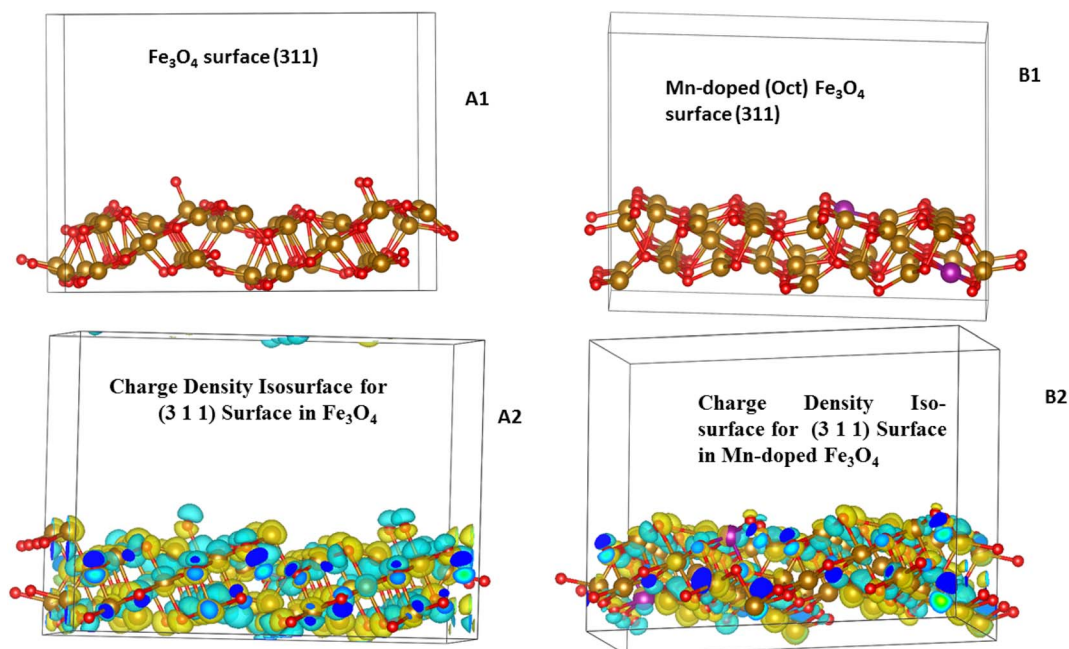 Fe₃O₄ surface (311)
A1
Mn-doped (Oct) Fe₃O₄
surface (311)
B1
Charge Density Isosurface for
(3 1 1) Surface in Fe₃O₄
A2
Charge Density Iso-
surface for (3 1 1) Surface
in Mn-doped Fe₃O₄
B2